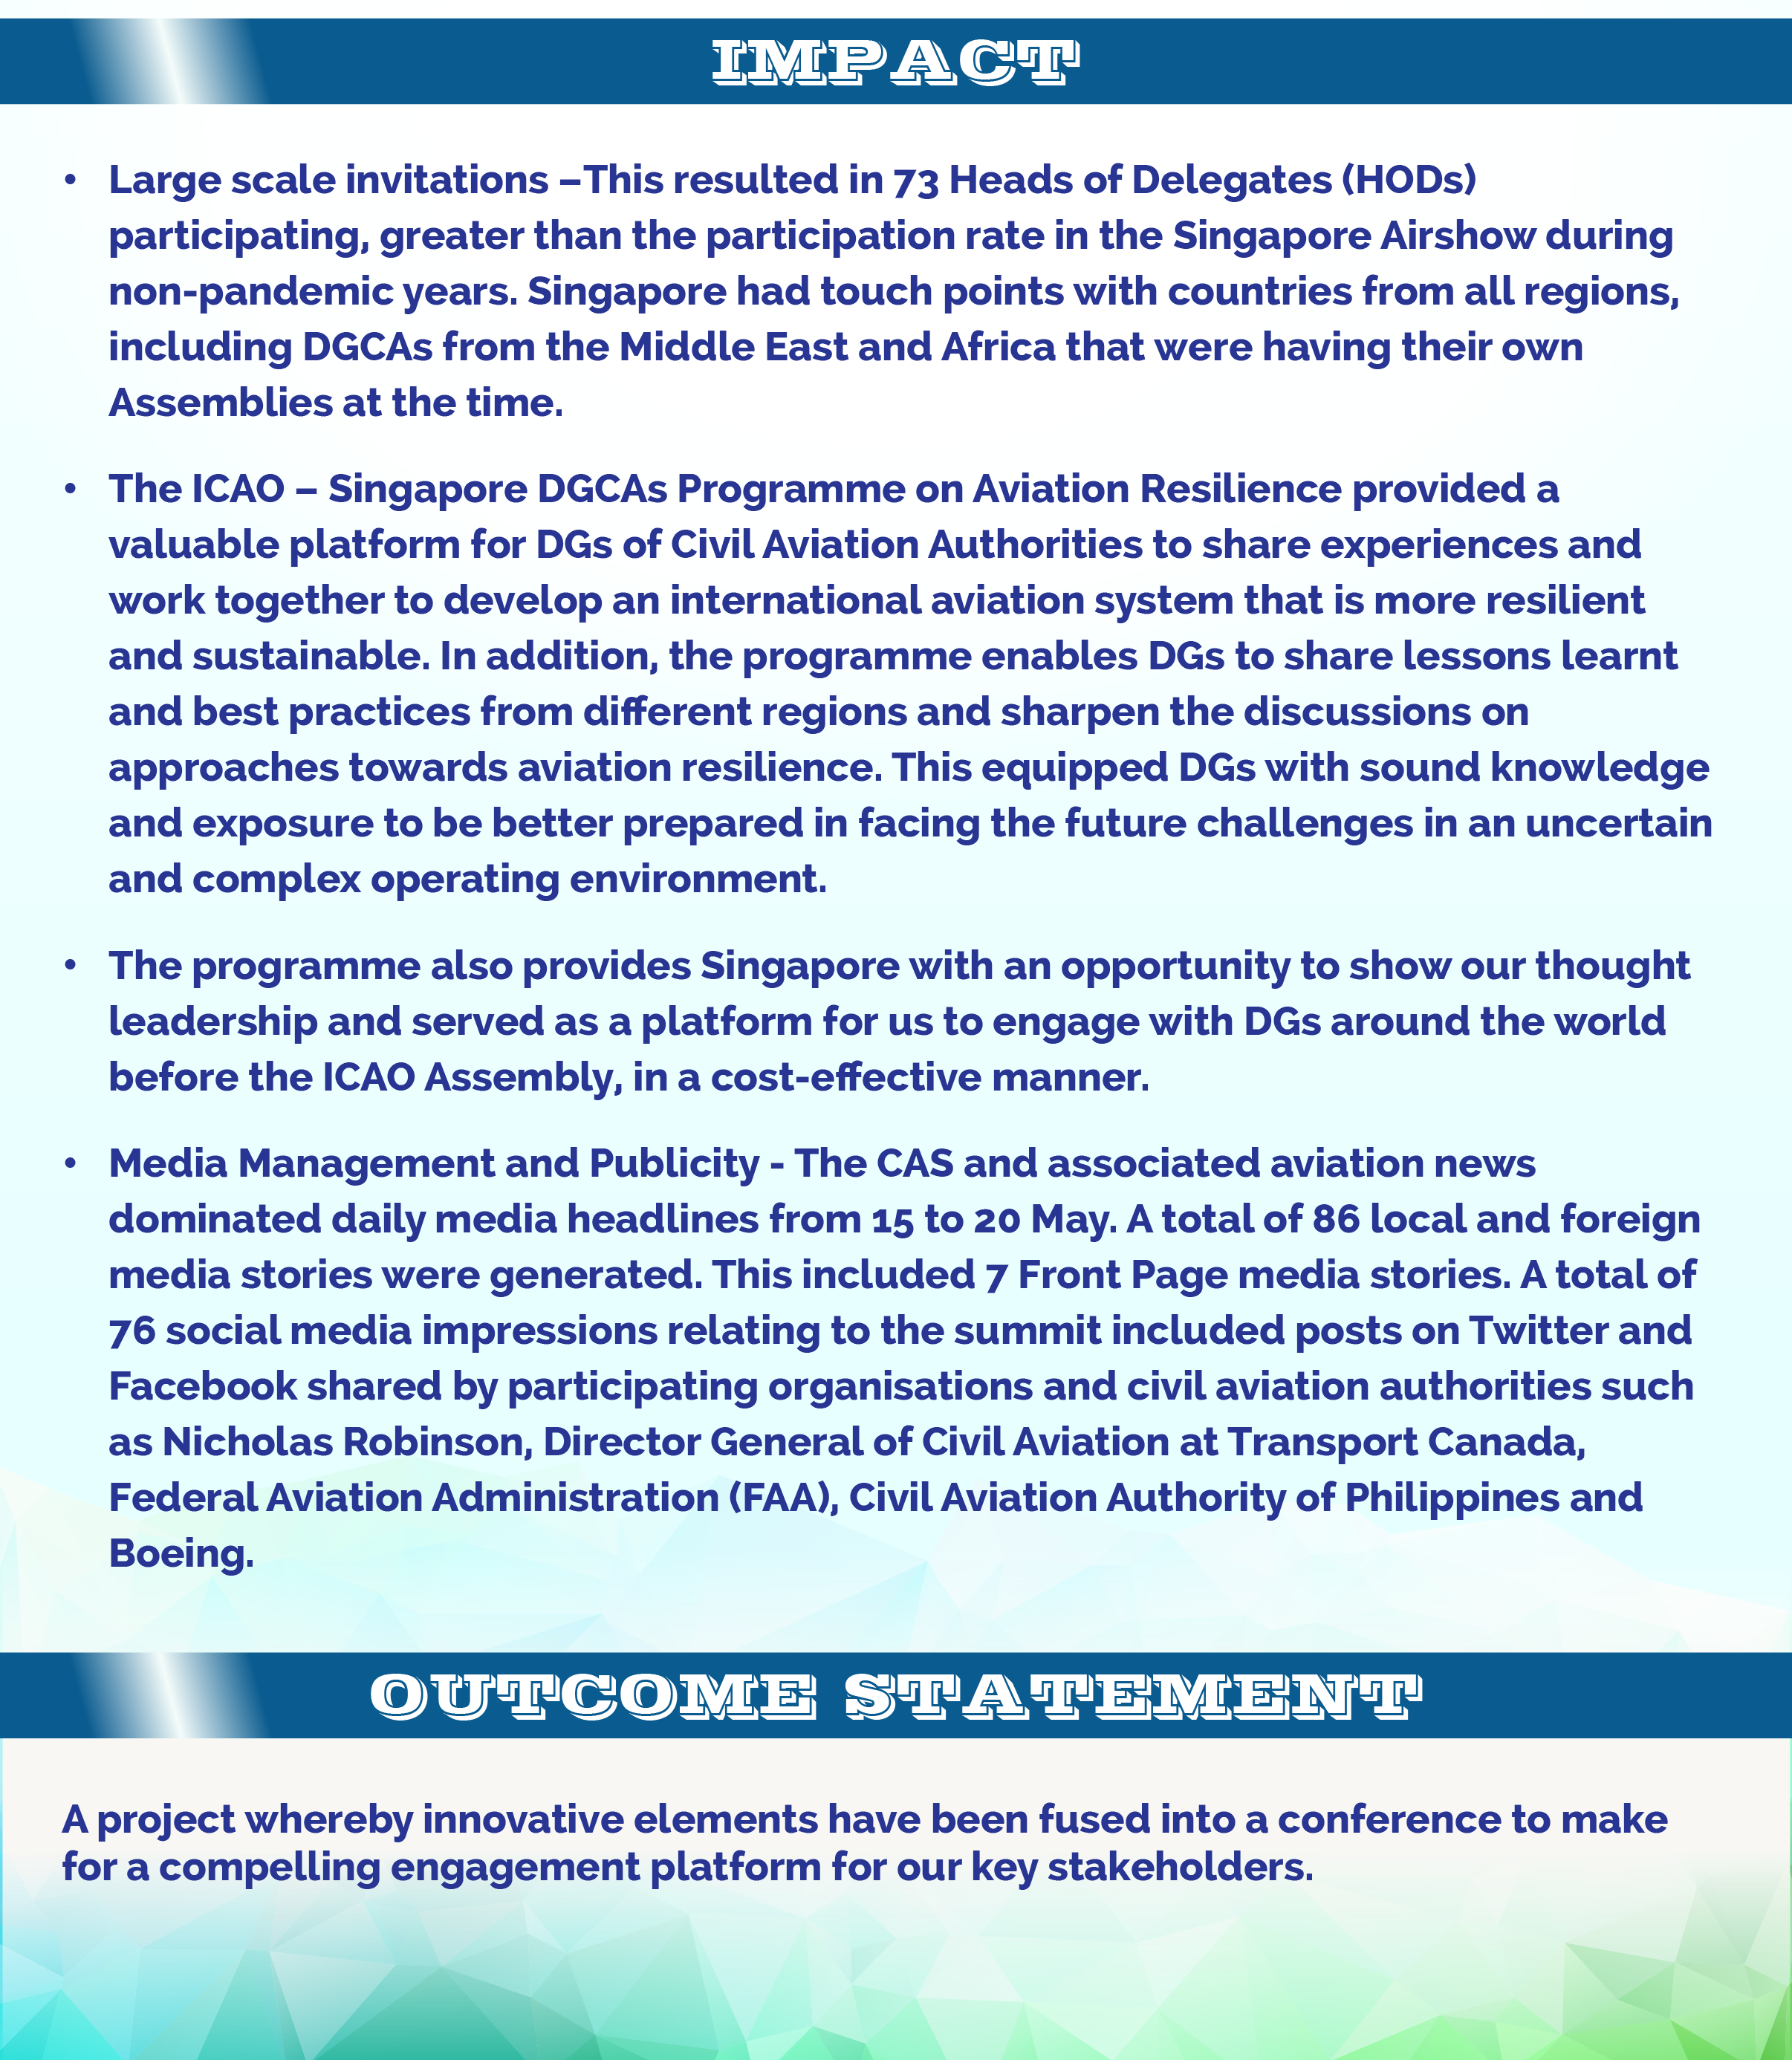 IMPACT
• Large scale invitations –This resulted in 73 Heads of Delegates (HODs)
participating, greater than the participation rate in the Singapore Airshow during
non-pandemic years. Singapore had touch points with countries from all regions,
including DGCAs from the Middle East and Africa that were having their own
Assemblies at the time.
• The ICAO – Singapore DGCAs Programme on Aviation Resilience provided a
valuable platform for DGs of Civil Aviation Authorities to share experiences and
work together to develop an international aviation system that is more resilient
and sustainable. In addition, the programme enables DGs to share lessons learnt
and best practices from different regions and sharpen the discussions on
approaches towards aviation resilience. This equipped DGs with sound knowledge
and exposure to be better prepared in facing the future challenges in an uncertain
and complex operating environment.
• The programme also provides Singapore with an opportunity to show our thought
leadership and served as a platform for us to engage with DGs around the world
before the ICAO Assembly, in a cost-effective manner.
• Media Management and Publicity - The CAS and associated aviation news
dominated daily media headlines from 15 to 20 May. A total of 86 local and foreign
media stories were generated. This included 7 Front Page media stories. A total of
76 social media impressions relating to the summit included posts on Twitter and
Facebook shared by participating organisations and civil aviation authorities such
as Nicholas Robinson, Director General of Civil Aviation at Transport Canada,
Federal Aviation Administration (FAA), Civil Aviation Authority of Philippines and
Boeing.
OUTCOME STATEMENT
A project whereby innovative elements have been fused into a conference to make
for a compelling engagement platform for our key stakeholders.